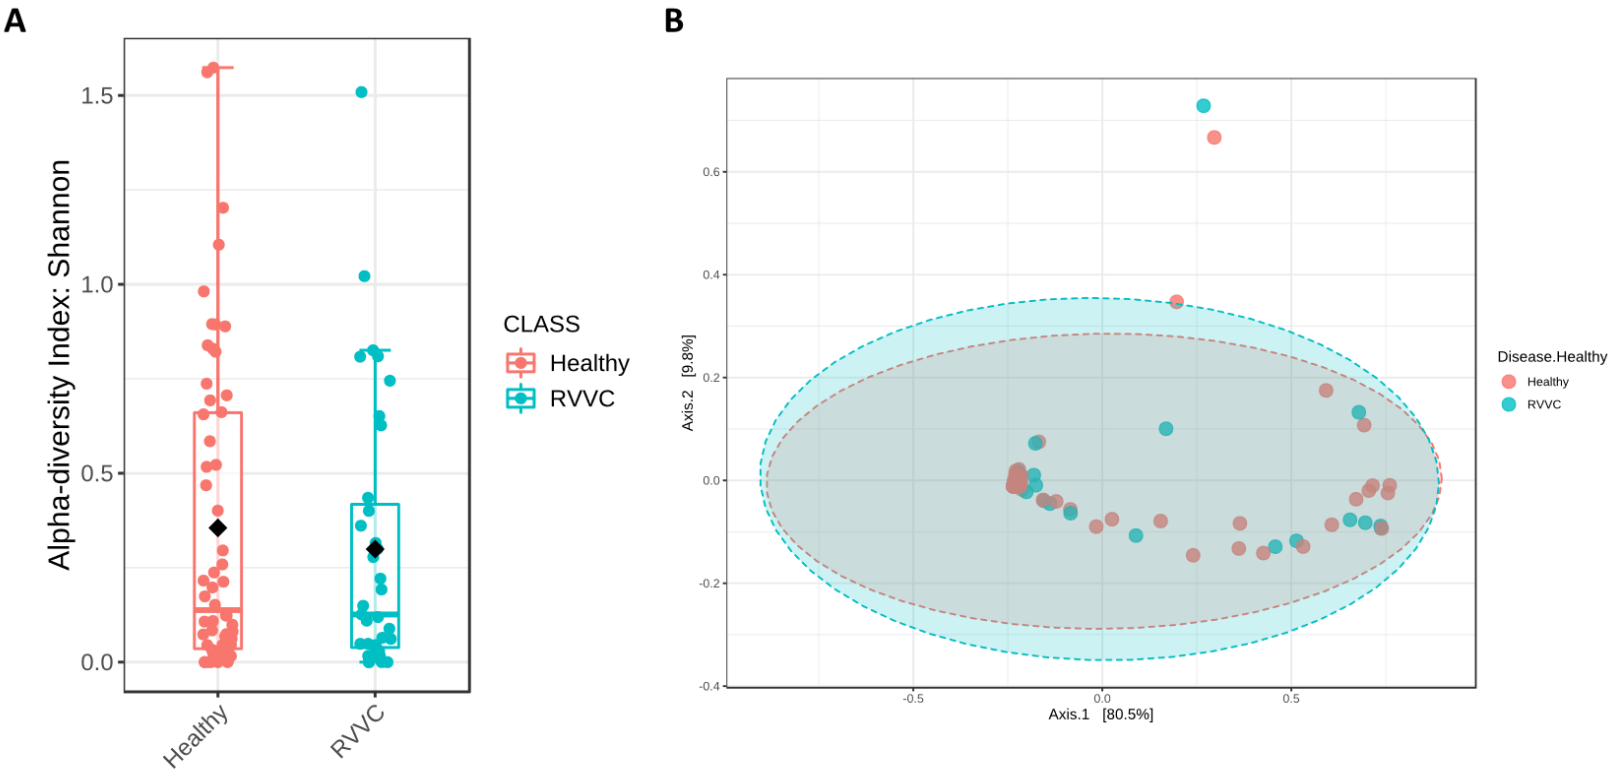 A
Alpha-diversity Index: Shannon
1.5
1.0
0.5
0.0
Healthy
RVVC
CLASS
Healthy
RVVC
B
Axis.2 [9.8%]
0.6
0.4
0.2
0.0
-0.2
-0.4
-0.5
0.0
0.5
Axis.1 [80.5%]
Disease.Healthy
Healthy
RVVC